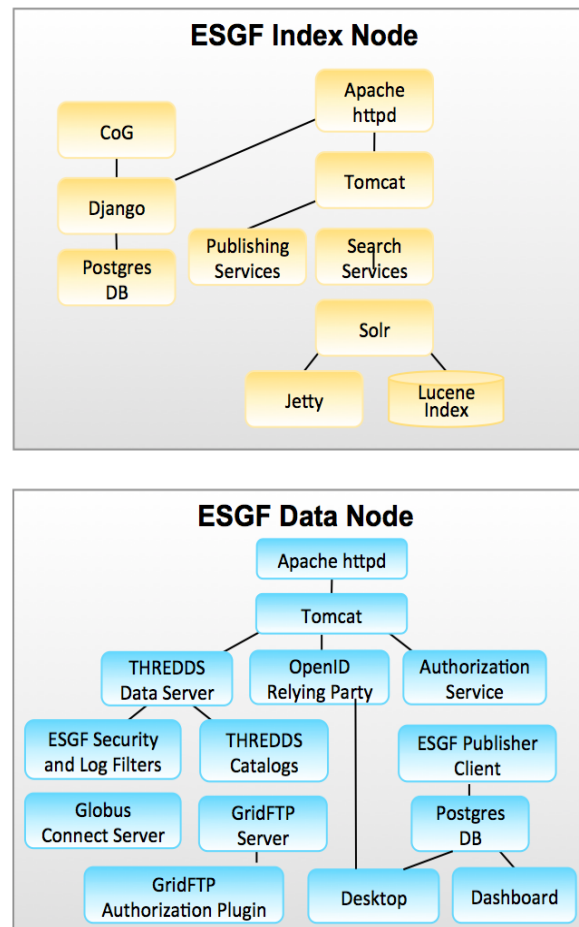 ESGF Index Node
Apache
httpd
CoG
Tomcat
Django
Publishing
Services
Search
Services
Postgres
DB
Solr
Jetty
Lucene
Index
ESGF Data Node
Apache httpd
Tomcat
THREDDS
Data Server
OpenID
Relying Party
Authorization
Service
ESGF Security
and Log Filters
THREDDS
Catalogs
ESGF Publisher
Client
Globus
Connect Server
GridFTP
Server
Postgres
DB
GridFTP
Authorization Plugin
Desktop
Dashboard